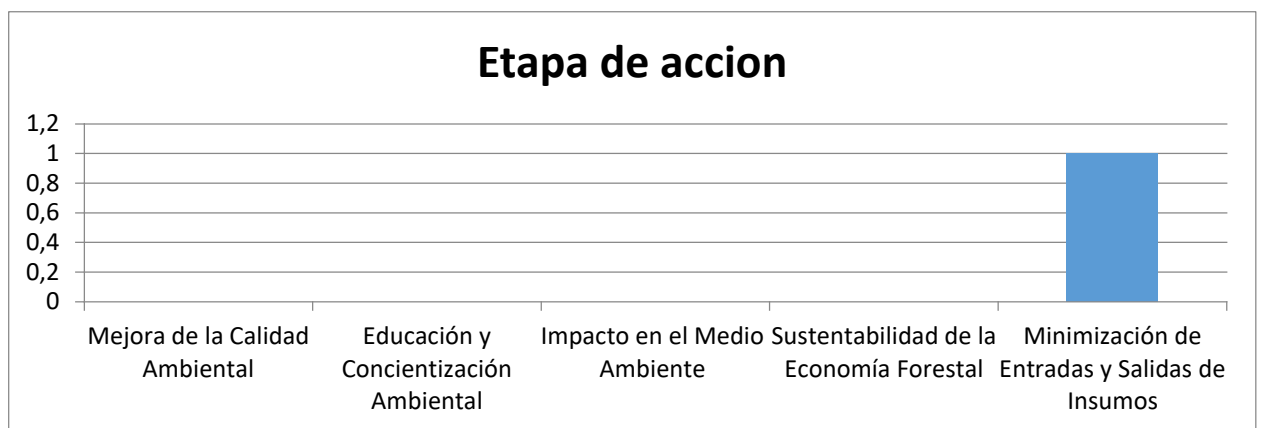 Etapa de accion
1,2
1
0,8
0,6
0,4
0,2
0
Mejora de la Calidad
Ambiental
Educación y
Concientización
Ambiental
Impacto en el Medio
Ambiente
Sustentabilidad de la
Economía Forestal
Minimización de
Entradas y Salidas de
Insumos